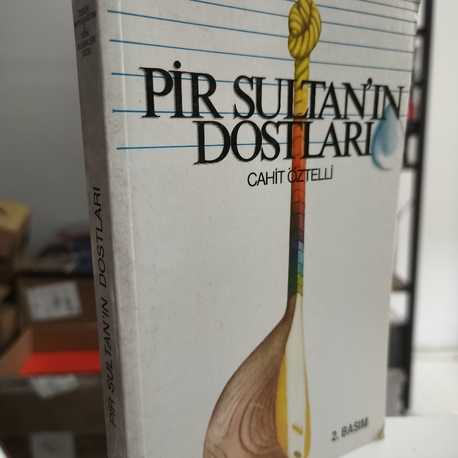 PİR SULTAN'IN
DOSTLARI
CAHİT ÖZTELLİ
2. BASIM
PİR SULTAN'IN DOSTLARI